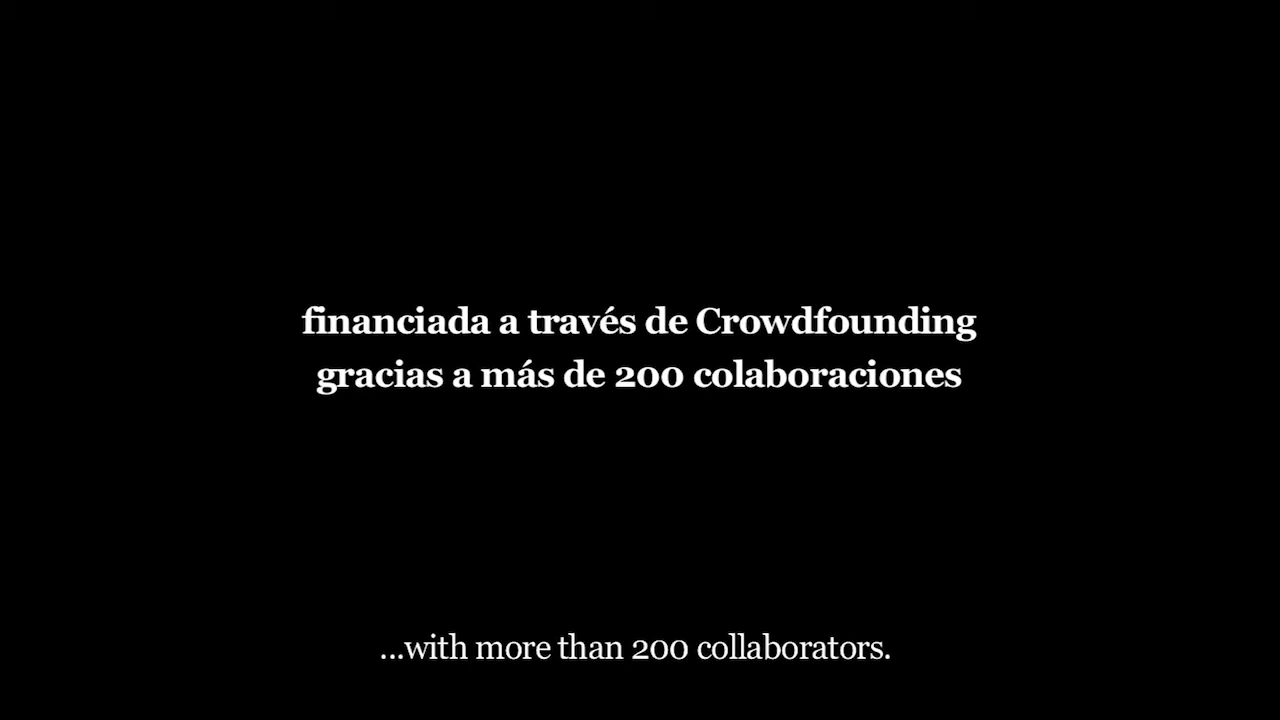 financiada a través de Crowdfounding
gracias a más de 200 colaboraciones
...with more than 200 collaborators.